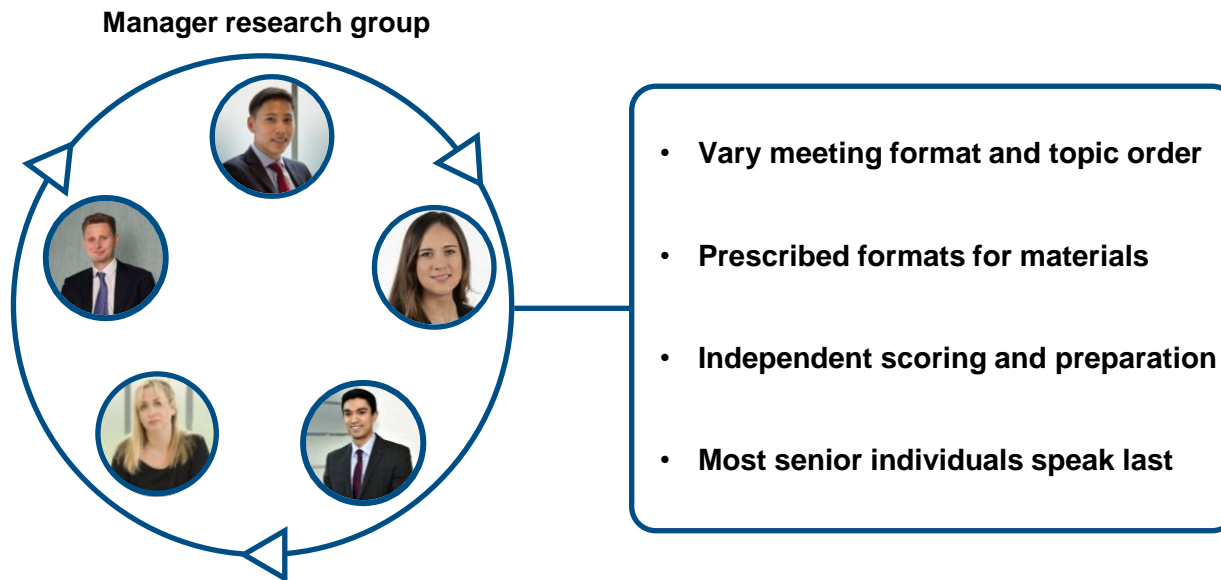 Manager research group
• Vary meeting format and topic order
• Prescribed formats for materials
• Independent scoring and preparation
• Most senior individuals speak last